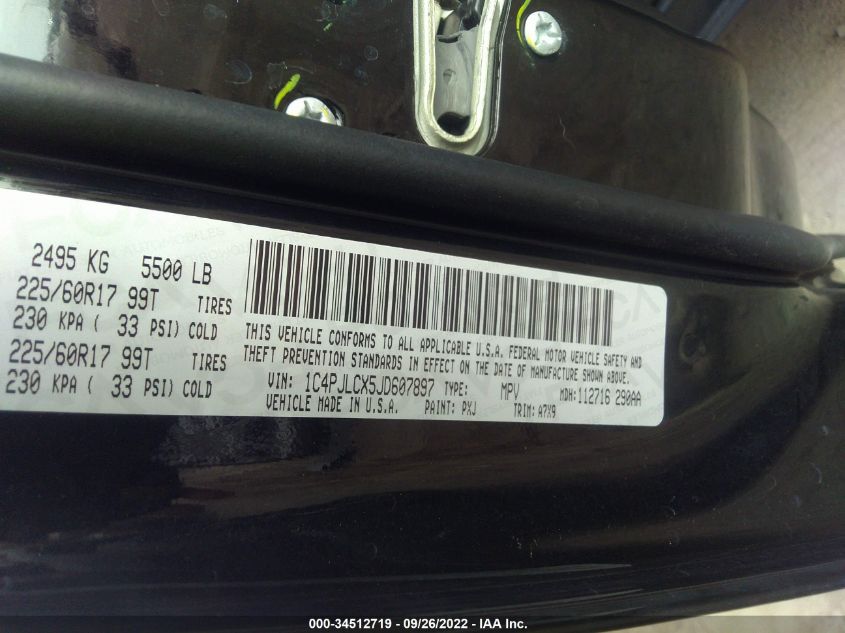 2495 KG 5500 LB
225/60R17 99T TIRES
230 KPA ( 33 PSI) COLD
225/60R17 99T TIRES
230 KPA ( 33 PSI) COLD
THIS VEHICLE CONFORMS TO ALL APPLICABLE U.S.A. FEDERAL MOTOR VEHICLE SAFETY AND
THEFT PREVENTION STANDARDS IN EFFECT ON THE DATE OF MANUFACTURE SHOWN ABOVE.
VIN: 1C4PJLCX5JD607897 TYPE: MPV MDH:112716 290AA
VEHICLE MADE IN U.S.A. PAINT: PXJ TRIM: A7X9
000-34512719 - 09/26/2022 - IAA Inc.